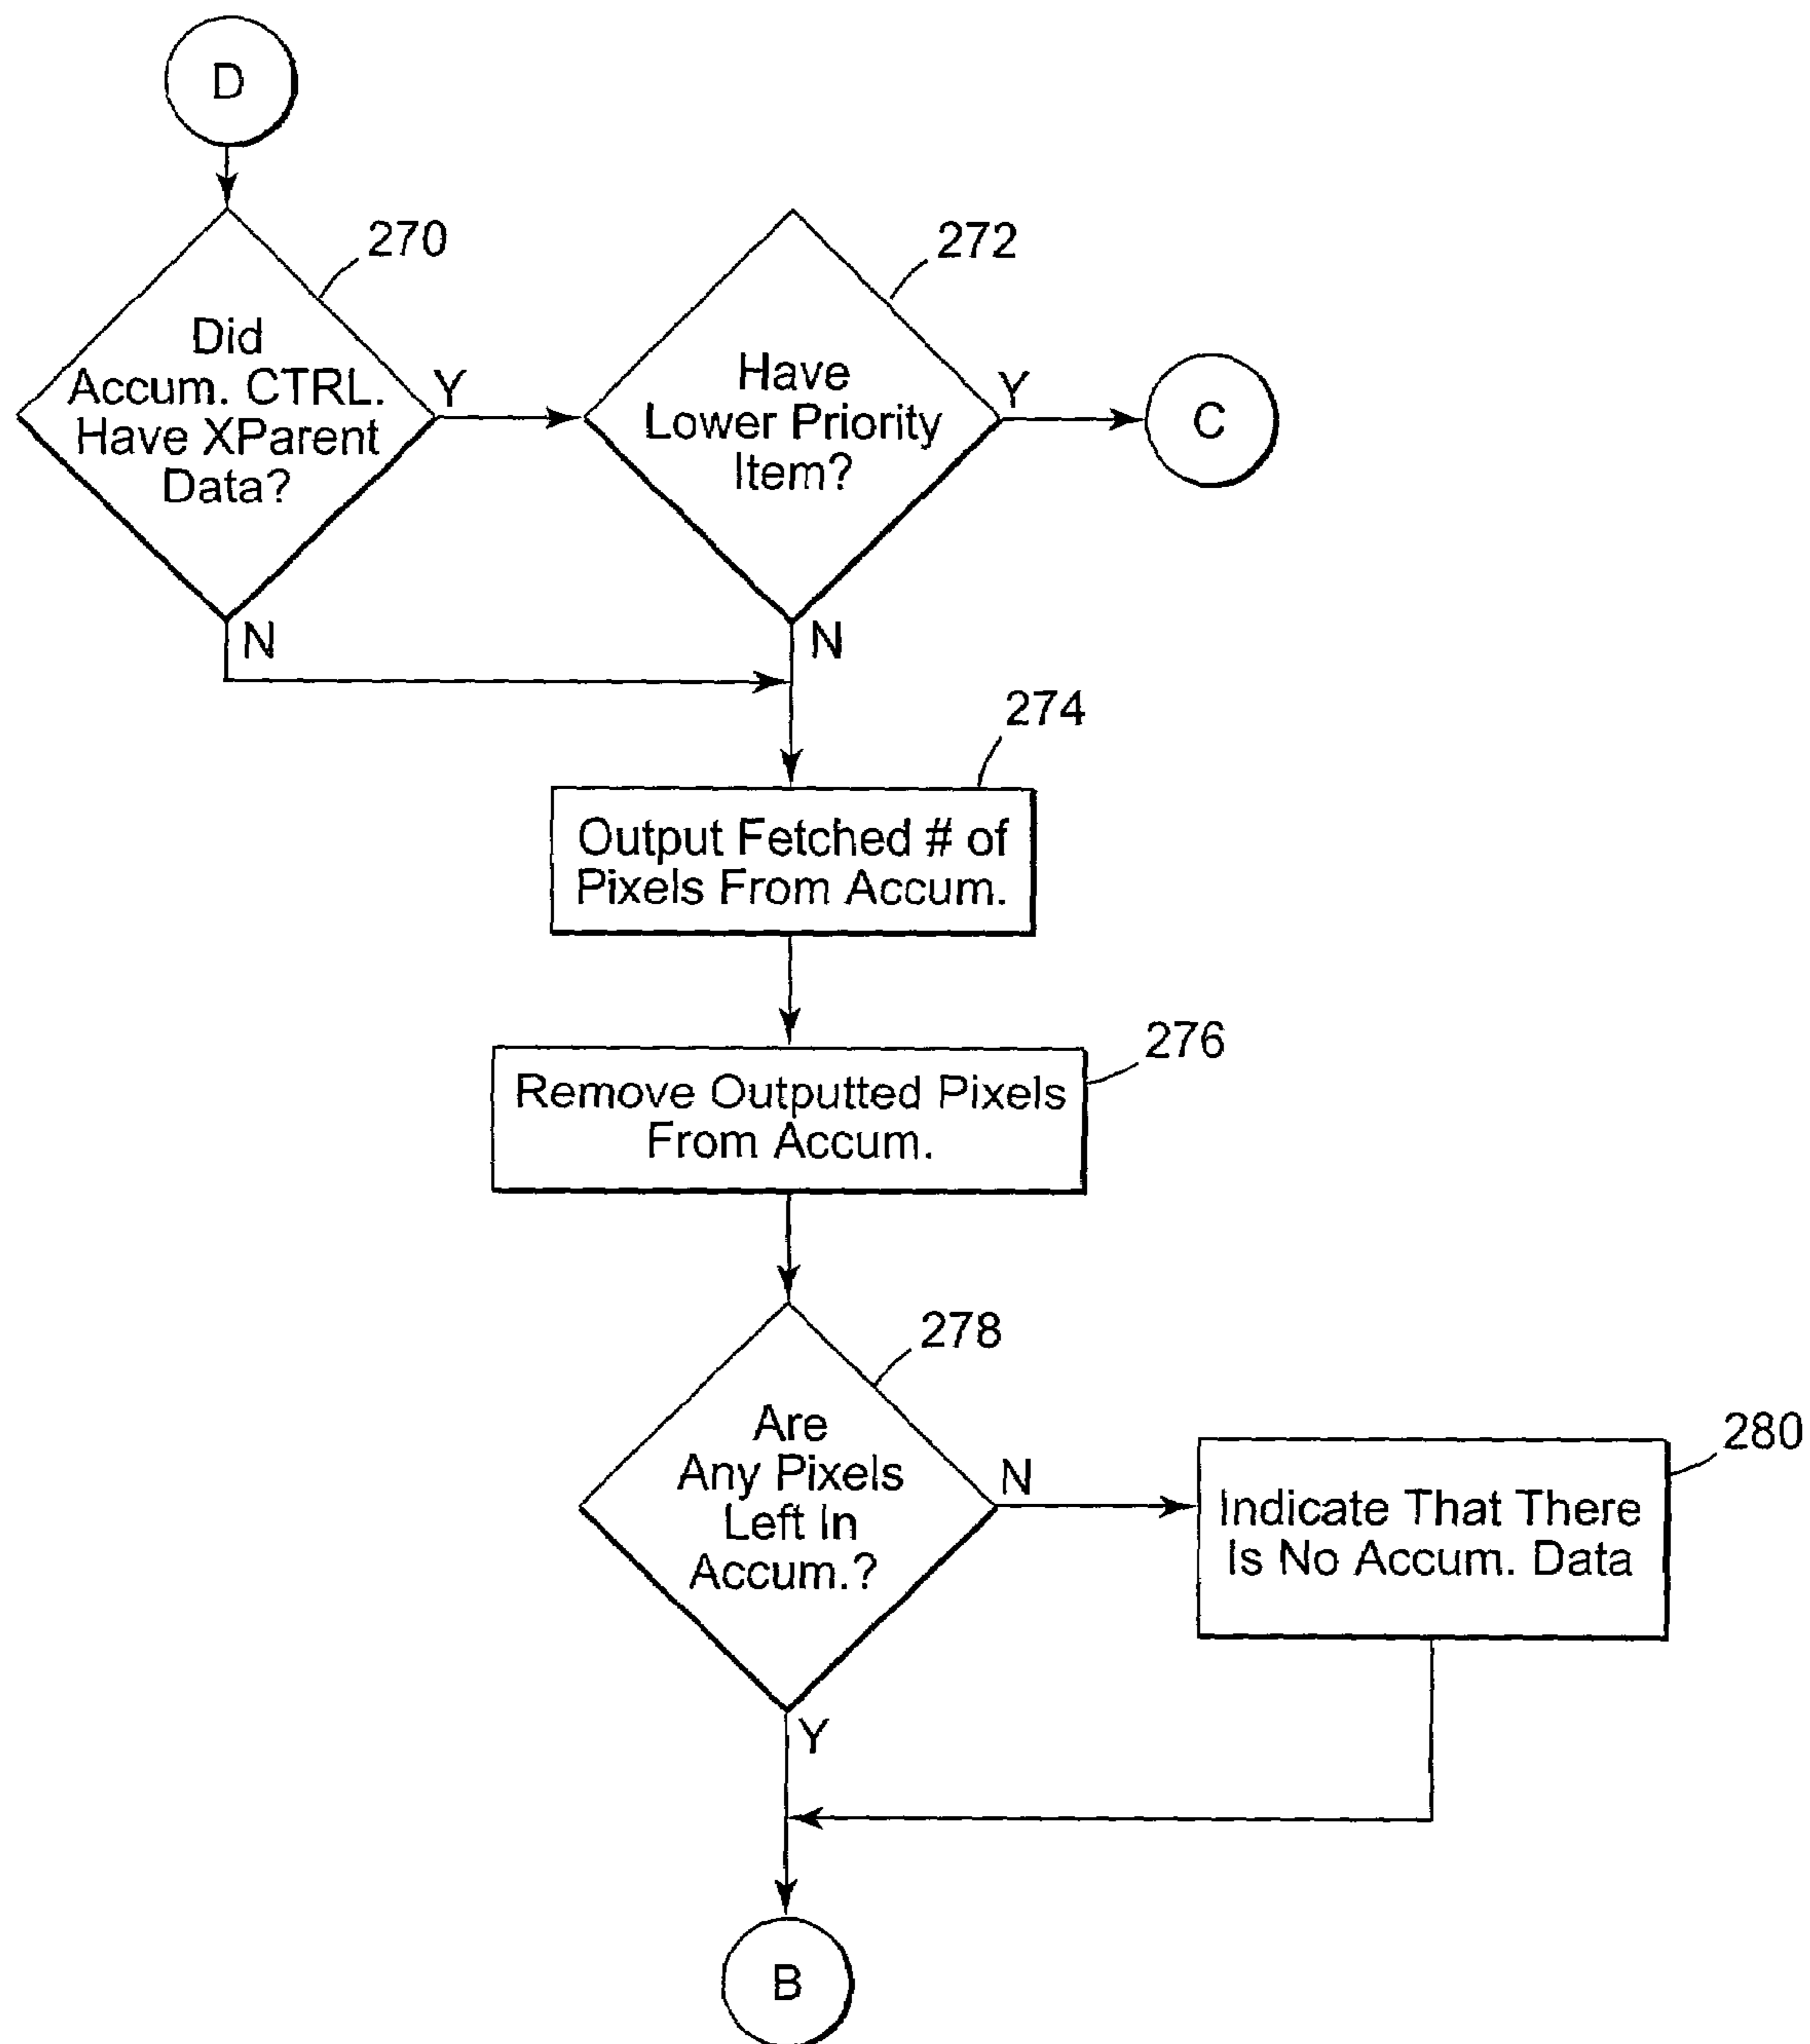 D
270
Did
Accum. CTRL.
Have XParent
Data?
Y
N
272
Have
Lower Priority
Item?
Y
N
C
274
Output Fetched # of
Pixels From Accum.
276
Remove Outputted Pixels
From Accum.
278
Are
Any Pixels
Left In
Accum.?
N
Y
280
Indicate That There
Is No Accum. Data
B